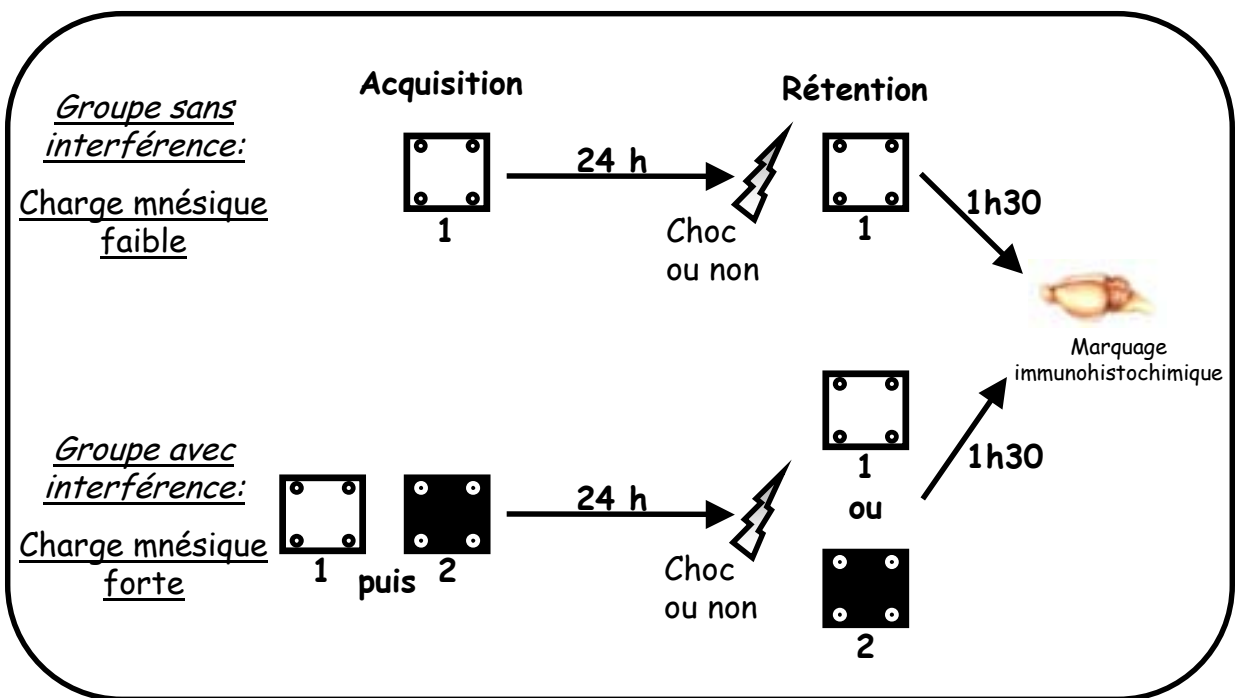 Groupe sans
interférence:
Charge mnésique
faible
Acquisition
1
24 h
Choc
ou non
Rétention
1
1h30
Marquage
immunohistochimique
Groupe avec
interférence:
Charge mnésique
forte
1 puis 2
24 h
Choc
ou non
1
ou
2
1h30